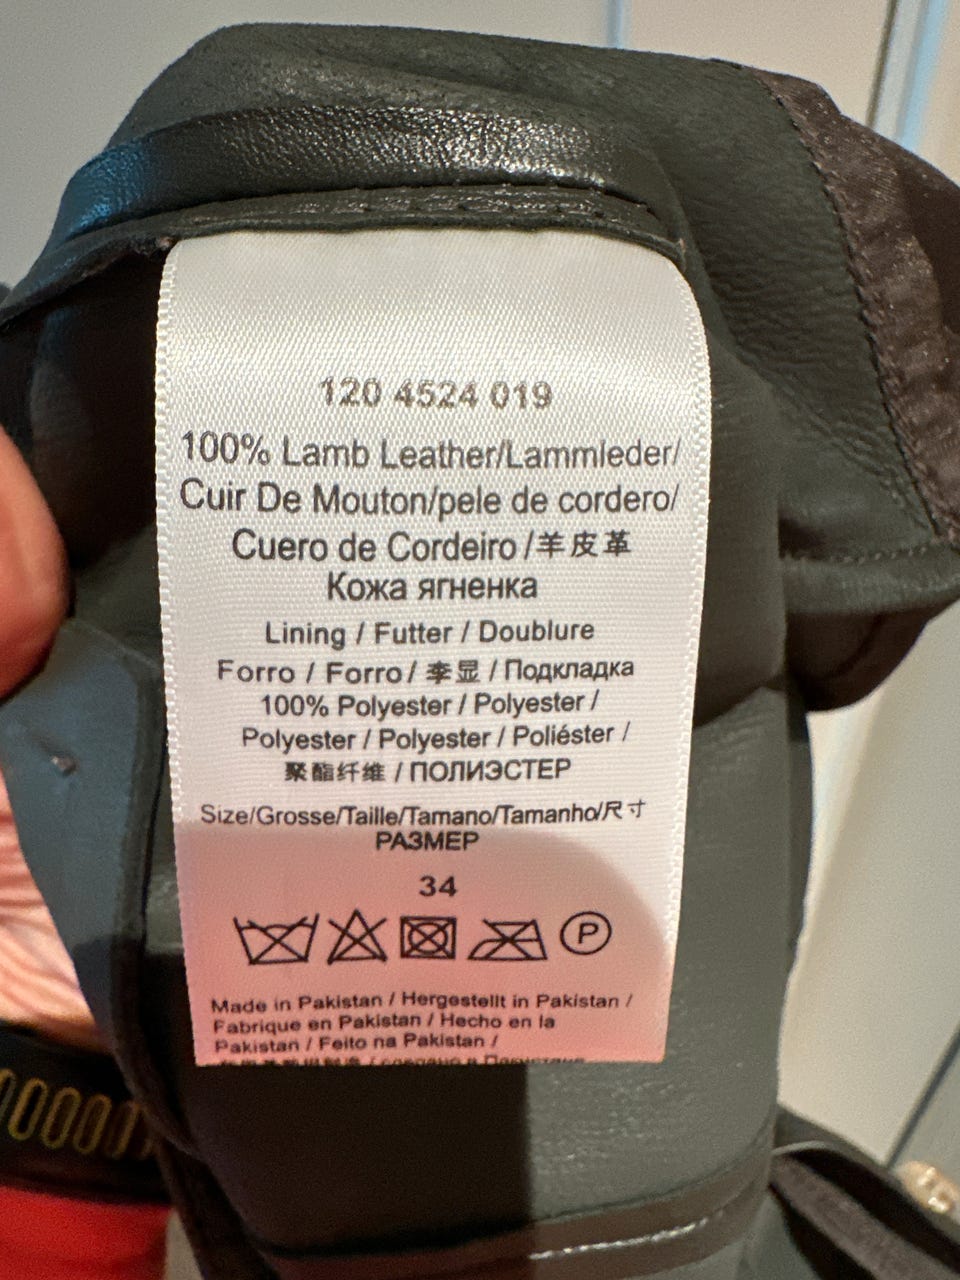 120 4524 019
100% Lamb Leather/Lammleder/
Cuir De Mouton/pele de cordero/
Cuero de Cordeiro /羊皮革
Кожа ягненка
Lining / Futter / Doublure
Forro / Forro / 李显 / Подкладка
100% Polyester / Polyester /
Polyester / Polyester / Poliéster /
聚酯纤维 / ПОЛИЭСТЕР
Size/Grosse/Taille/Tamano/Tamanho/尺寸
РАЗМЕР
34
P
Made in Pakistan / Hergestellt in Pakistan /
Fabrique en Pakistan / Hecho en la
Pakistan / Feito na Pakistan /